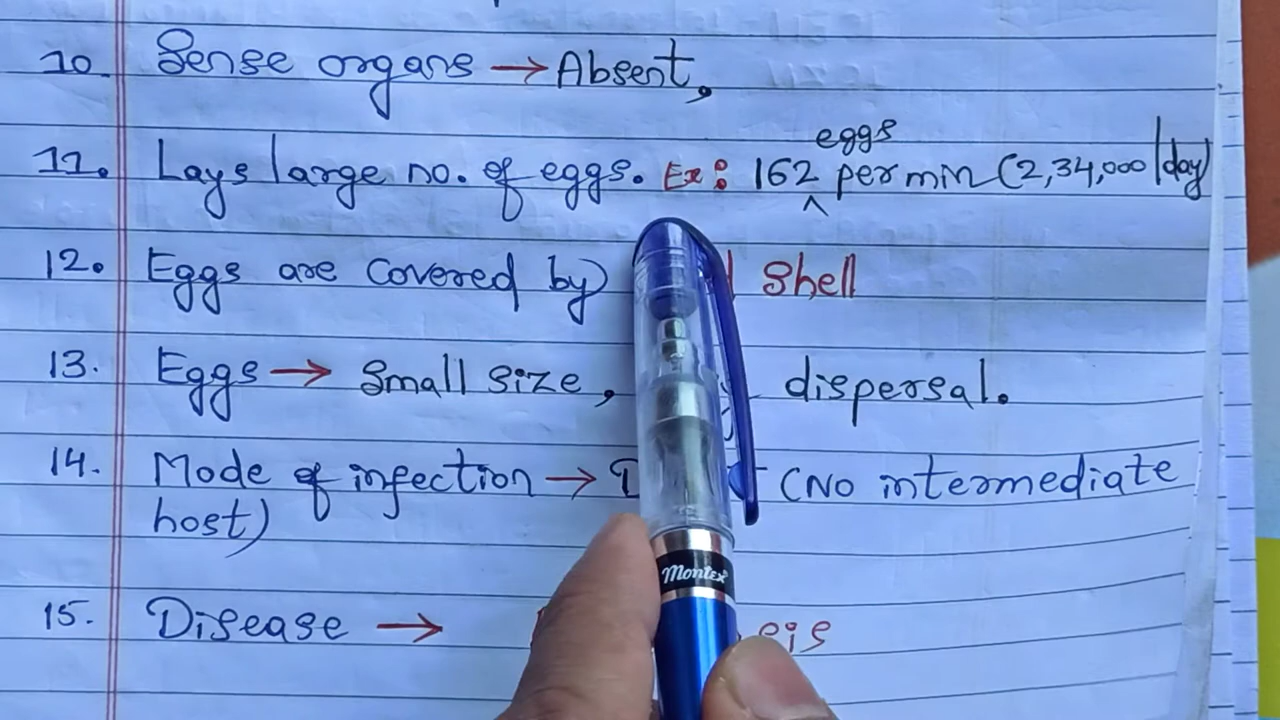 10. Sense organs → Absent,
eggs
11. Lays large no. of eggs. Ex: 162 ^ per min (2,34,000/day)
12. Eggs are covered by shell
13. Eggs → Small size, dispersal.
14. Mode of infection → (No intermediate
host)
Montex
15. Disease →